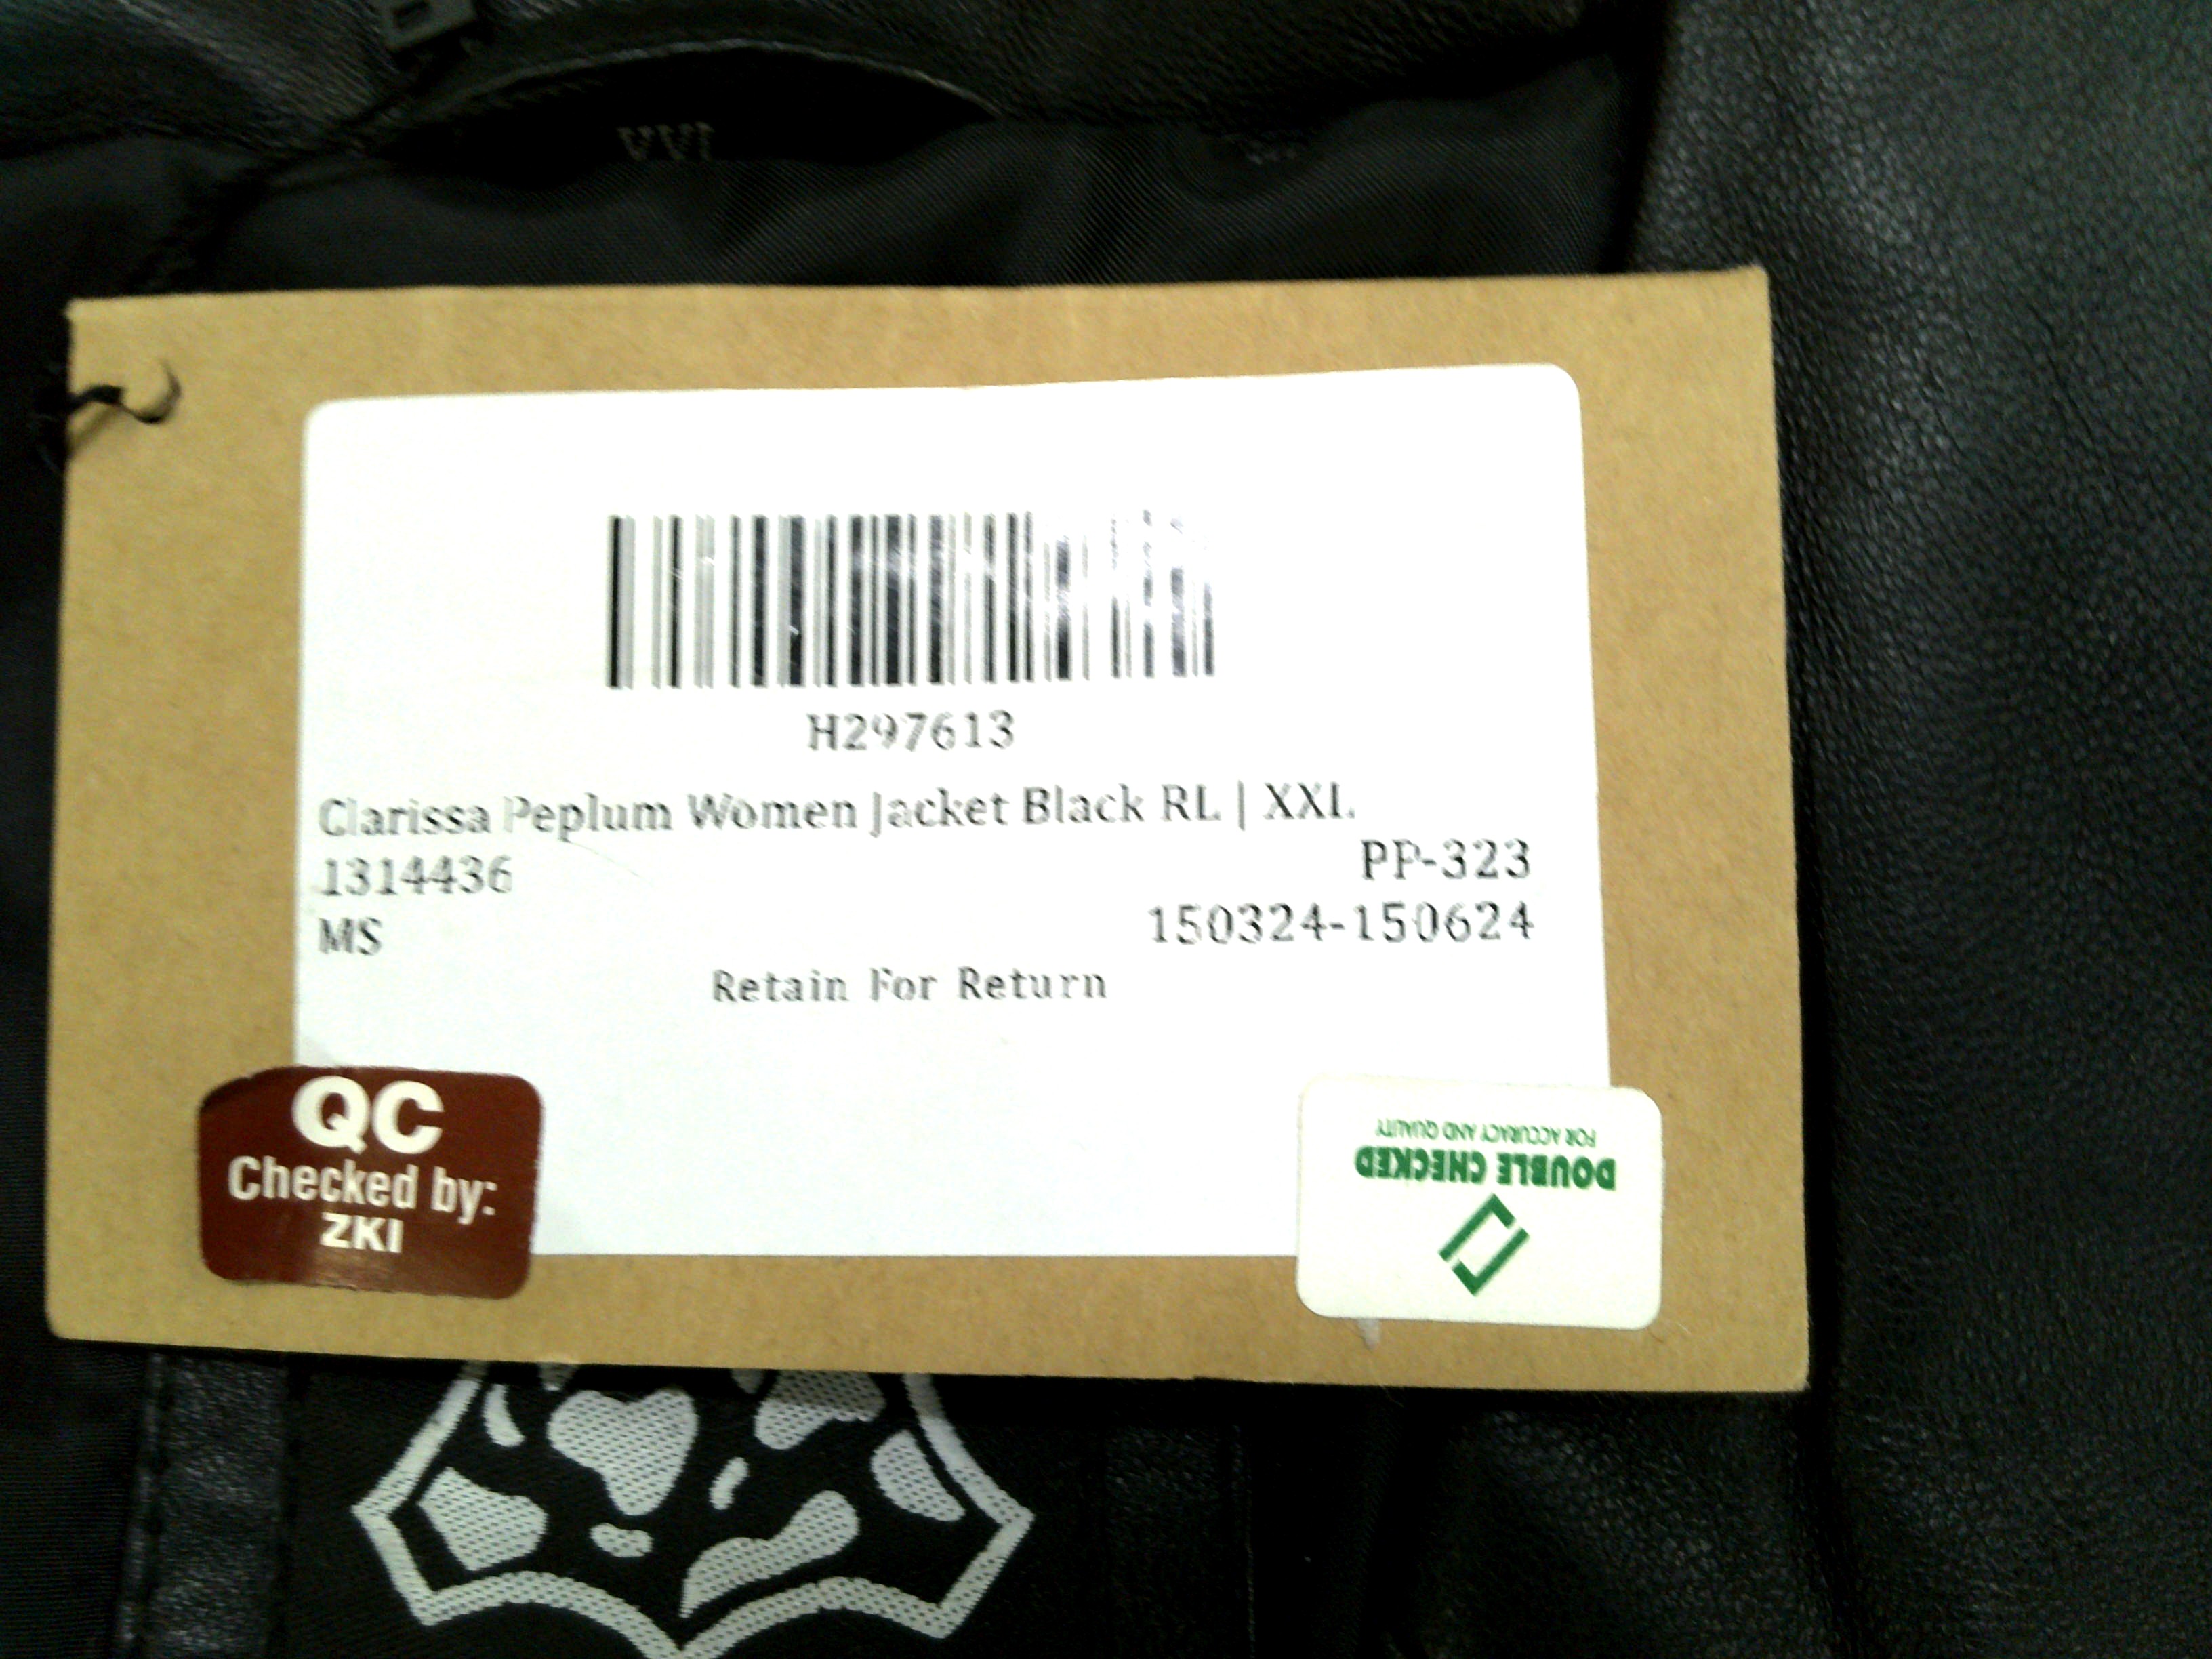 H297613
Clarissa Peplum Women Jacket Black RL | XXL
1314436
PP-323
MS
150324-150624
Retain For Return
QC
Checked by:
ZKI
DOUBLE CHECKED
FOR ACCURACY AND QUALITY